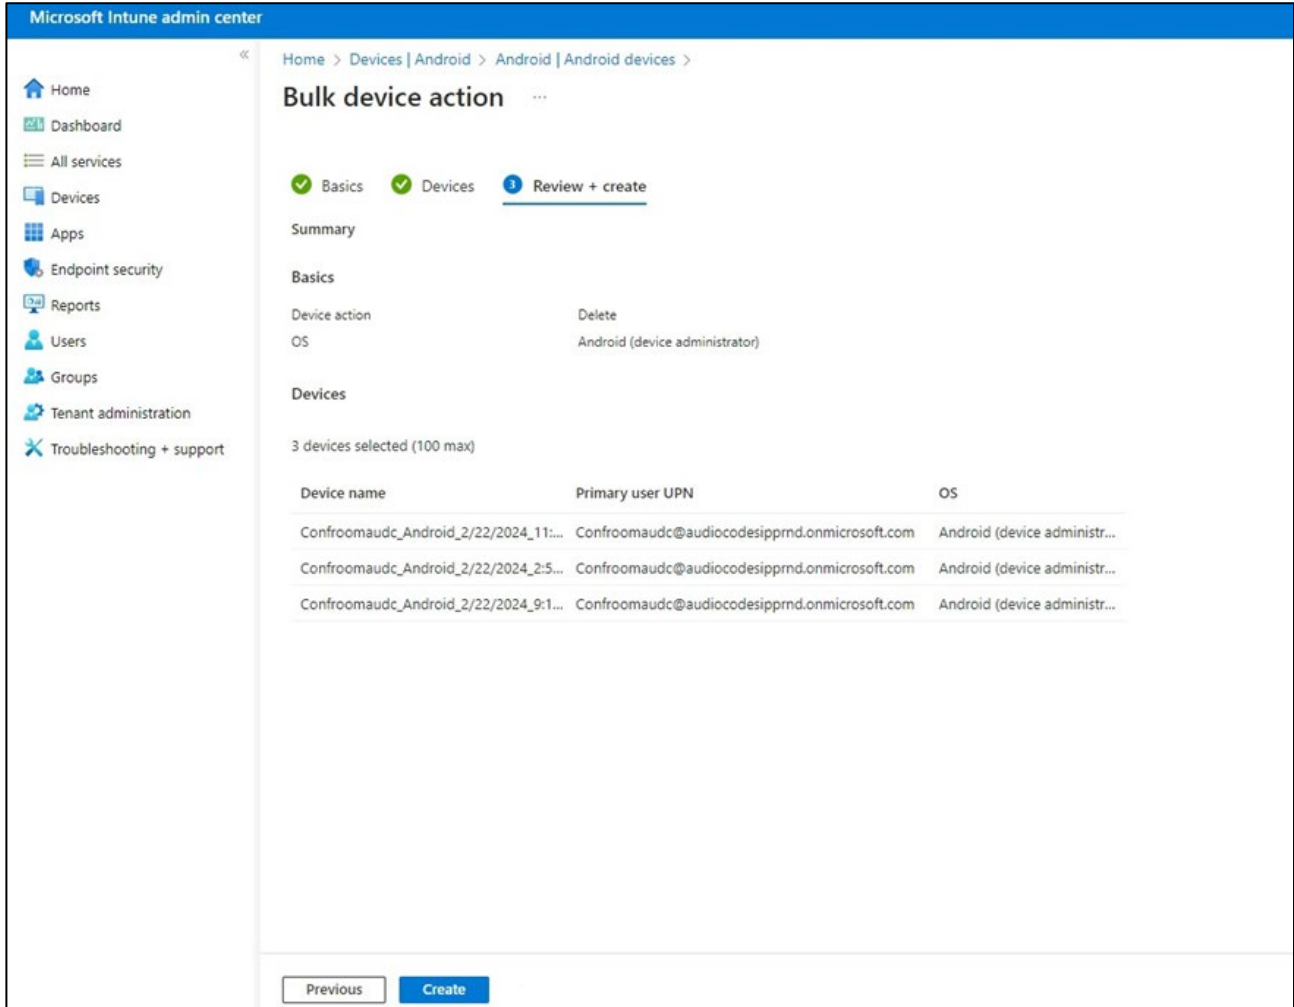 Microsoft Intune admin center
«
Home > Devices | Android > Android | Android devices >
Bulk device action ...
Home
Dashboard
All services
Devices
Apps
Endpoint security
Reports
Users
Groups
Tenant administration
Troubleshooting + support
Basics Devices 3 Review + create
Summary
Basics
Device action Delete
OS Android (device administrator)
Devices
3 devices selected (100 max)
Device name Primary user UPN OS
Confroomaudc_Android_2/22/2024_11:... Confroomaudc@audiocodesipprnd.onmicrosoft.com Android (device administr...
Confroomaudc_Android_2/22/2024_2:5... Confroomaudc@audiocodesipprnd.onmicrosoft.com Android (device administr...
Confroomaudc_Android_2/22/2024_9:1... Confroomaudc@audiocodesipprnd.onmicrosoft.com Android (device administr...
Previous Create